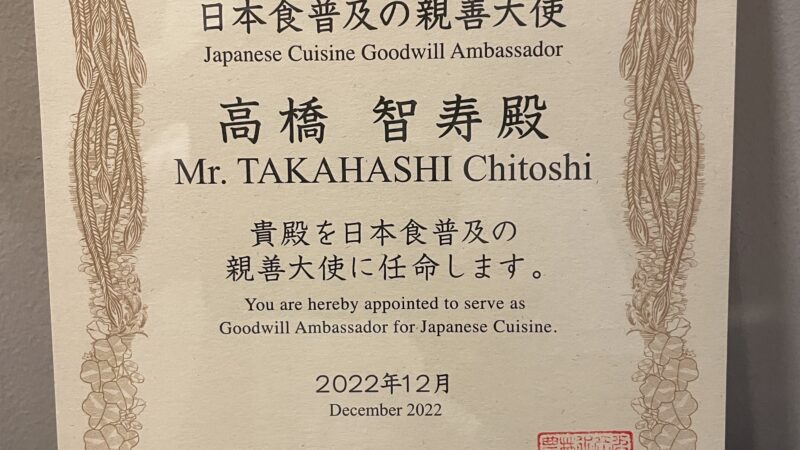 日本食普及の親善大使
Japanese Cuisine Goodwill Ambassador
高橋 智寿殿
Mr. TAKAHASHI Chitoshi
貴殿を日本食普及の
親善大使に任命します。
You are hereby appointed to serve as
Goodwill Ambassador for Japanese Cuisine.
2022年12月
December 2022